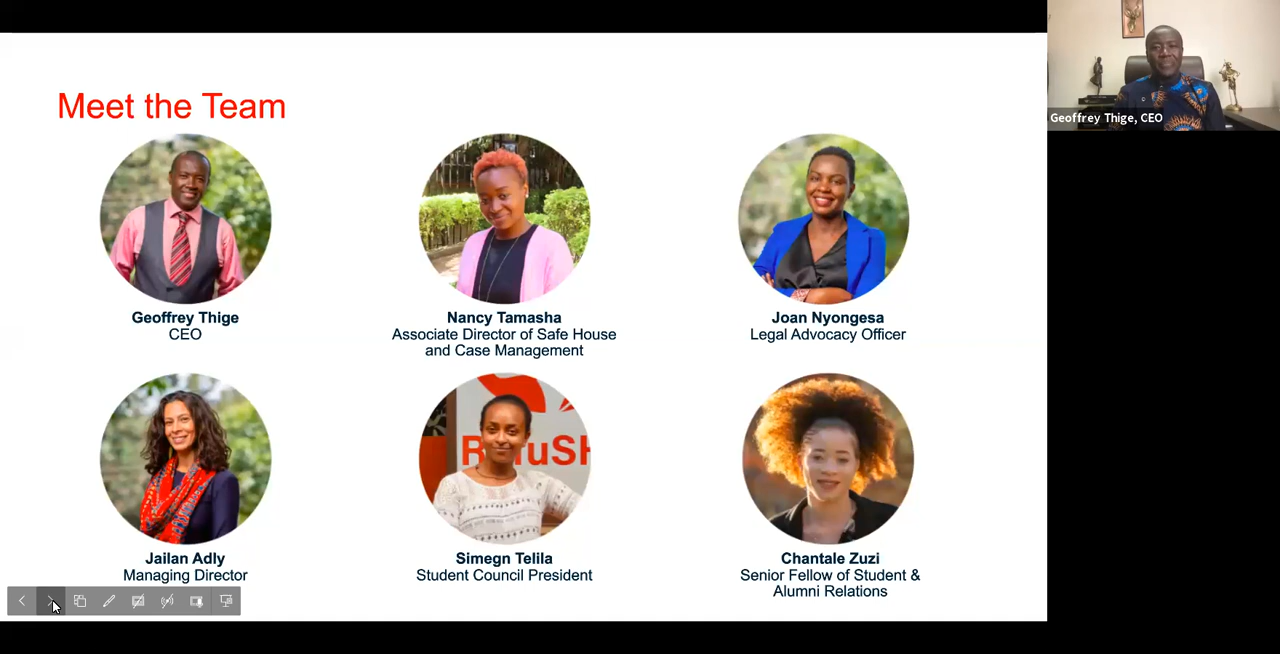 Meet the Team
Geoffrey Thige, CEO
Geoffrey Thige
CEO
Nancy Tamasha
Associate Director of Safe House
and Case Management
Joan Nyongesa
Legal Advocacy Officer
Jailan Adly
Managing Director
Simegn Telila
Student Council President
Chantale Zuzi
Senior Fellow of Student &
Alumni Relations